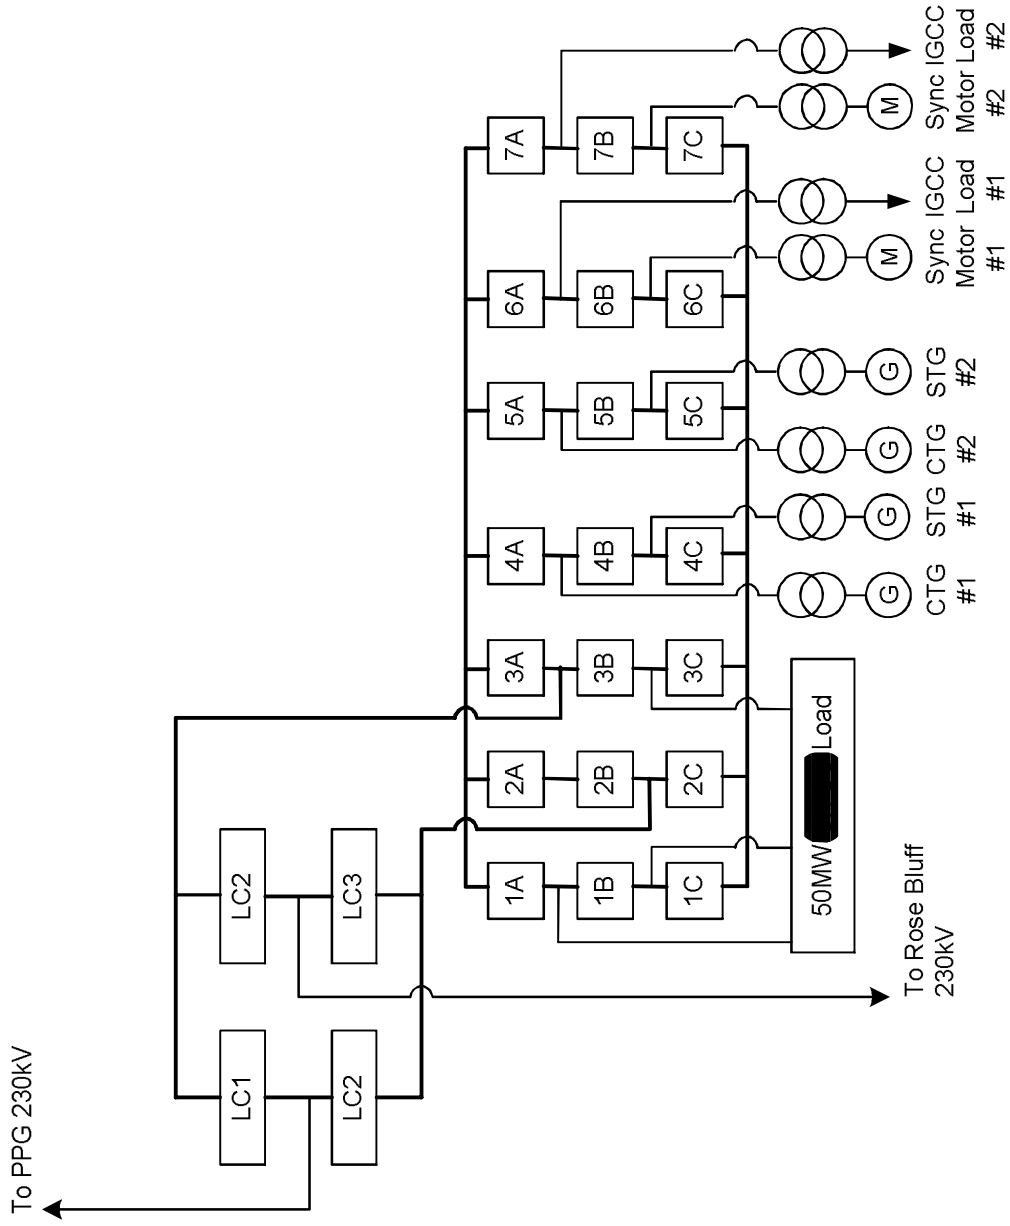 To PPG 230kV
LC1
LC2
LC2
LC3
1A
2A
3A
4A
5A
6A
7A
1B
2B
3B
4B
5B
6B
7B
1C
2C
3C
4C
5C
6C
7C
50MW
Load
G
G
G
G
M
M
To Rose Bluff
230kV
CTG
#1
STG
#1
CTG
#2
STG
#2
Sync
Motor
#1
IGCC
Load
#1
Sync
Motor
#2
IGCC
Load
#2